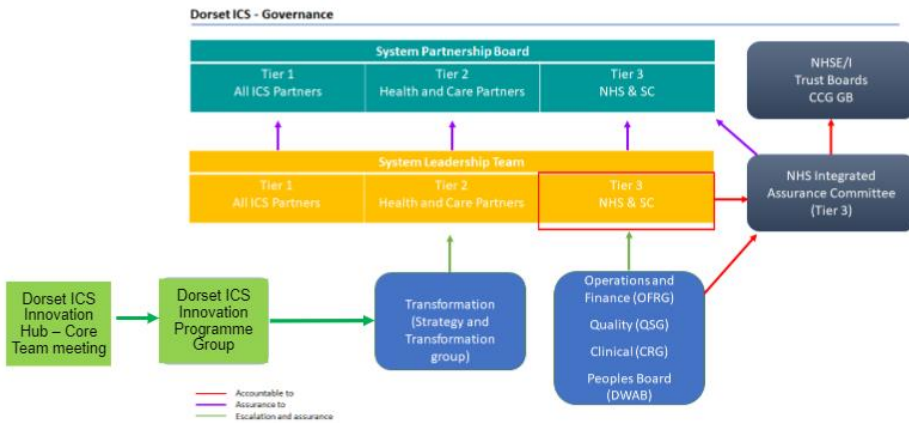 Dorset ICS - Governance
System Partnership Board
Tier 1
All ICS Partners
Tier 2
Health and Care Partners
Tier 3
NHS & SC
NHSE/I
Trust Boards
CCG GB
System Leadership Team
Tier 1
All ICS Partners
Tier 2
Health and Care Partners
Tier 3
NHS & SC
NHS Integrated
Assurance Committee
(Tier 3)
Dorset ICS
Innovation
Hub – Core
Team meeting
Dorset ICS
Innovation
Programme
Group
Transformation
(Strategy and
Transformation
group)
Operations and
Finance (OFRG)
Quality (QSG)
Clinical (CRG)
Peoples Board
(DWAB)
Accountable to
Assurance to
Escalation and assurance